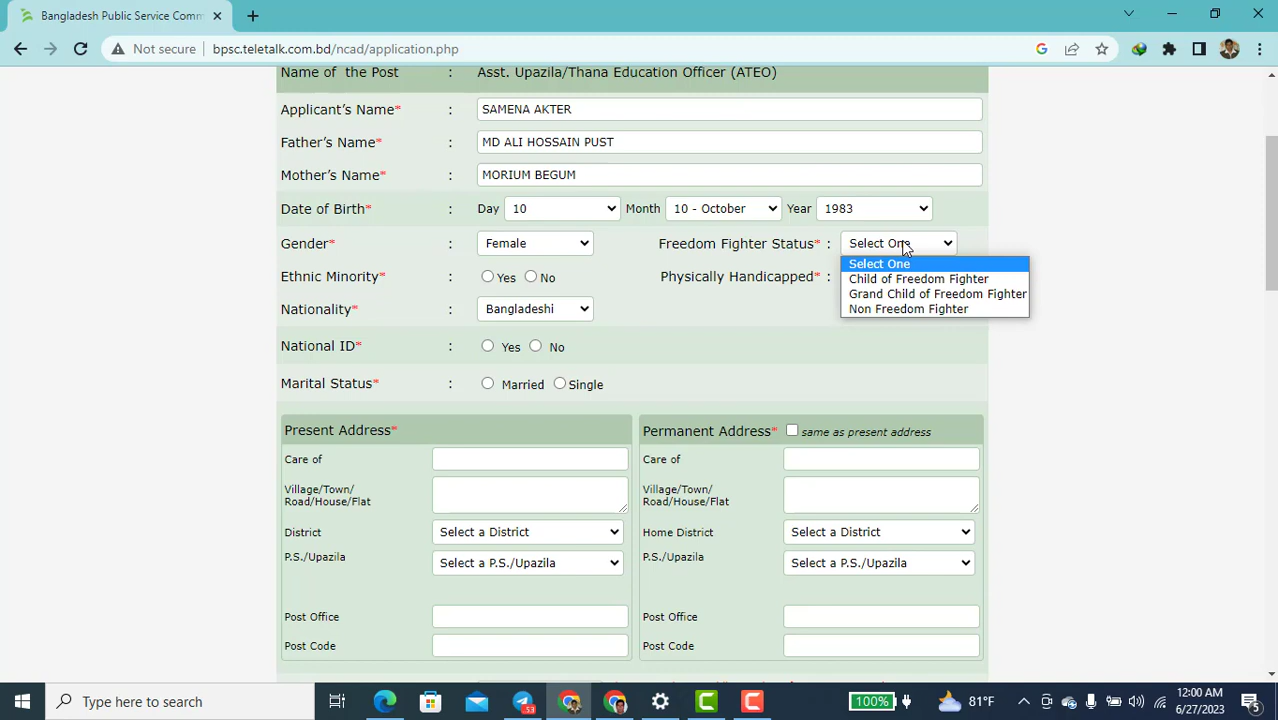 Bangladesh Public Service Comm
Not secure bpsc.teletalk.com.bd/ncad/application.php
Name of the Post : Asst. Upazila/Thana Education Officer (ATEO)
Applicant's Name* : SAMENA AKTER
Father's Name* : MD ALI HOSSAIN PUST
Mother's Name* : MORIUM BEGUM
Date of Birth* : Day 10 Month 10 - October Year 1983
Gender* : Female Freedom Fighter Status* : Select One
Select One
Ethnic Minority* : Yes No Physically Handicapped* : Child of Freedom Fighter
Grand Child of Freedom Fighter
Nationality* : Bangladeshi Non Freedom Fighter
National ID* : Yes No
Marital Status* : Married Single
Present Address* Permanent Address* same as present address
Care of Care of
Village/Town/ Village/Town/
Road/House/Flat Road/House/Flat
District Select a District Home District Select a District
P.S./Upazila Select a P.S./Upazila P.S./Upazila Select a P.S./Upazila
Post Office Post Office
Post Code Post Code
Type here to search 53 100% 81°F 12:00 AM
6/27/2023 5